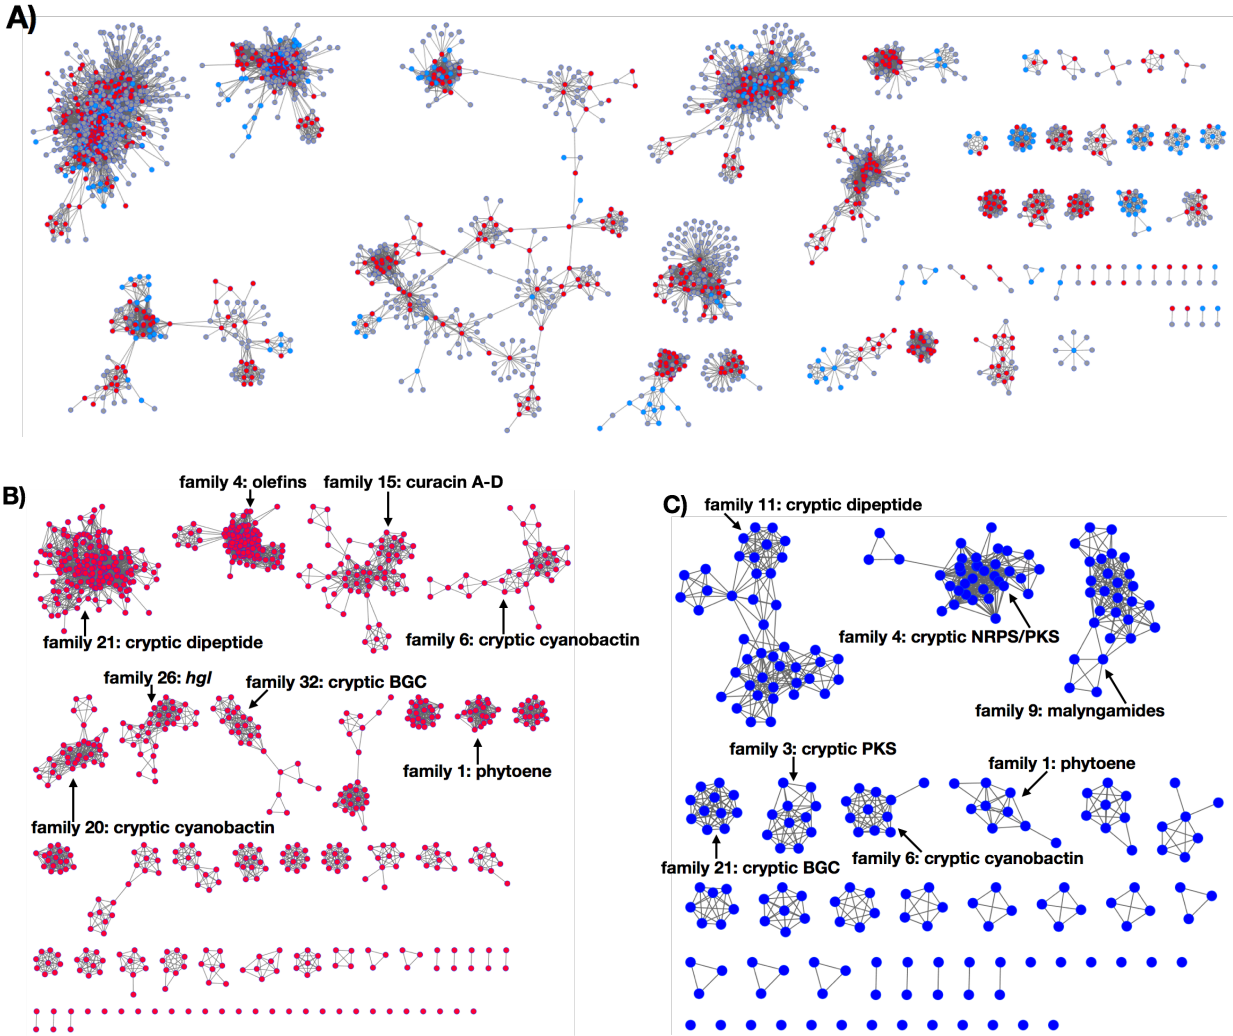 A)
B)
family 4: olefins
family 15: curacin A-D
family 21: cryptic dipeptide
family 6: cryptic cyanobactin
family 26: hgl
family 32: cryptic BGC
family 1: phytoene
family 20: cryptic cyanobactin
C)
family 11: cryptic dipeptide
family 4: cryptic NRPS/PKS
family 9: malyngamides
family 3: cryptic PKS
family 1: phytoene
family 6: cryptic cyanobactin
family 21: cryptic BGC